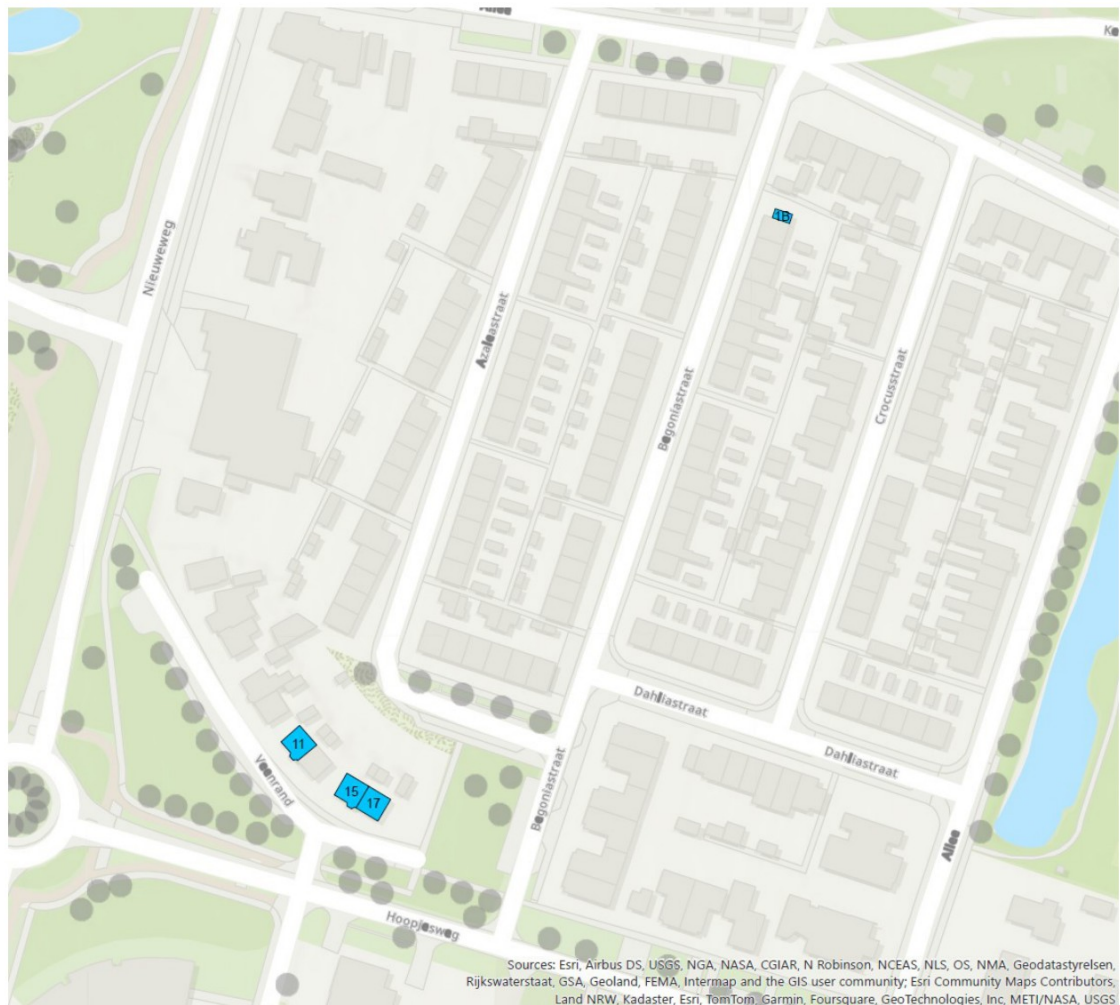 Allee
Nieuweweg
Azaleastraat
Begoniastraat
Crocusstraat
Dahliastraat
Dahliastraat
11
15
17
Veenrand
Begoniastraat
Allee
Hoopjesweg
Sources: Esri, Airbus DS, USGS, NGA, NASA, CGIAR, N Robinson, NCEAS, NLS, OS, NMA, Geodatastyrelsen,
Rijkswaterstaat, GSA, Geoland, FEMA, Intermap and the GIS user community; Esri Community Maps Contributors,
Land NRW, Kadaster, Esri, TomTom, Garmin, Foursquare, GeoTechnologies, Inc, METI/NASA, USGS